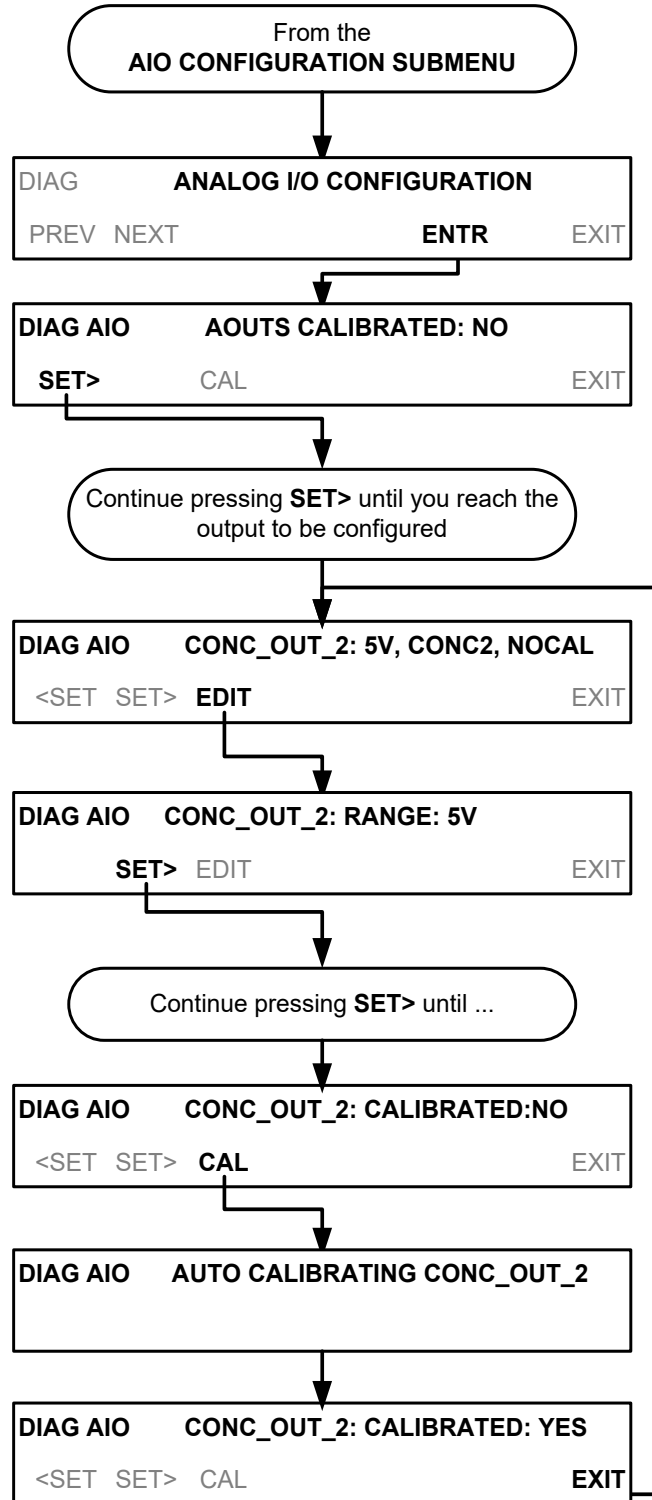 From the
AIO CONFIGURATION SUBMENU
DIAG ANALOG I/O CONFIGURATION
PREV NEXT ENTR EXIT
DIAG AIO AOUTS CALIBRATED: NO
SET> CAL EXIT
Continue pressing SET> until you reach the
output to be configured
DIAG AIO CONC_OUT_2: 5V, CONC2, NOCAL
<SET SET> EDIT EXIT
DIAG AIO CONC_OUT_2: RANGE: 5V
SET> EDIT EXIT
Continue pressing SET> until ...
DIAG AIO CONC_OUT_2: CALIBRATED:NO
<SET SET> CAL EXIT
DIAG AIO AUTO CALIBRATING CONC_OUT_2
DIAG AIO CONC_OUT_2: CALIBRATED: YES
<SET SET> CAL EXIT